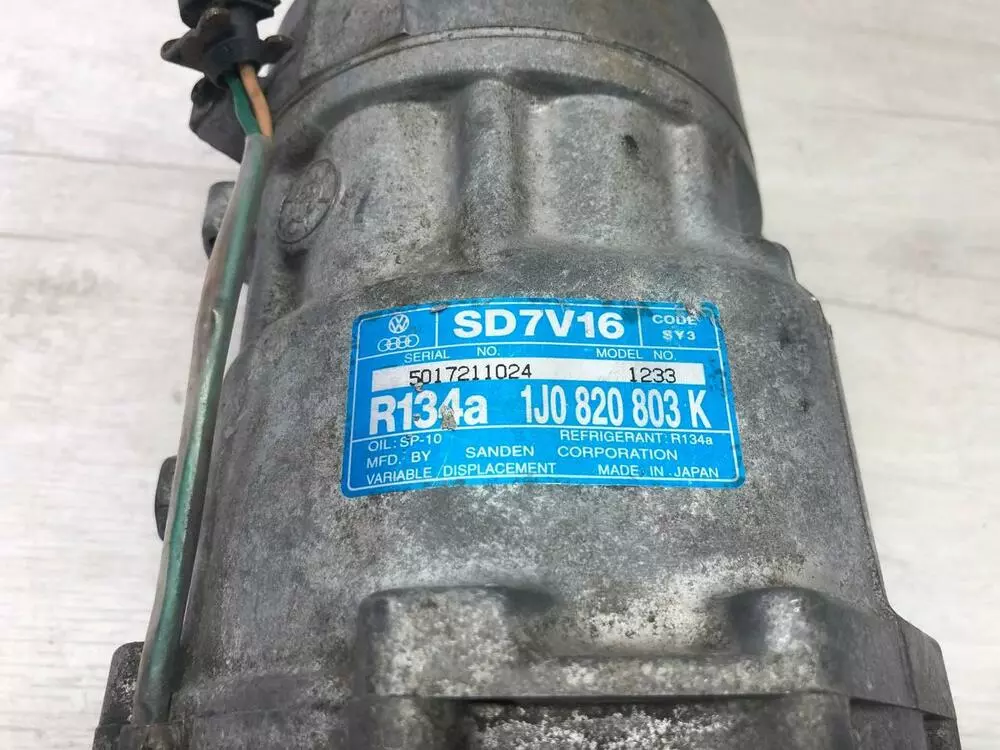 SD7V16
CODE
SY3
SERIAL NO. MODEL NO.
5017211024 1233
R134a 1J0 820 803 K
OIL: SP-10 REFRIGERANT: R134a
MFD. BY SANDEN CORPORATION
VARIABLE DISPLACEMENT MADE IN JAPAN